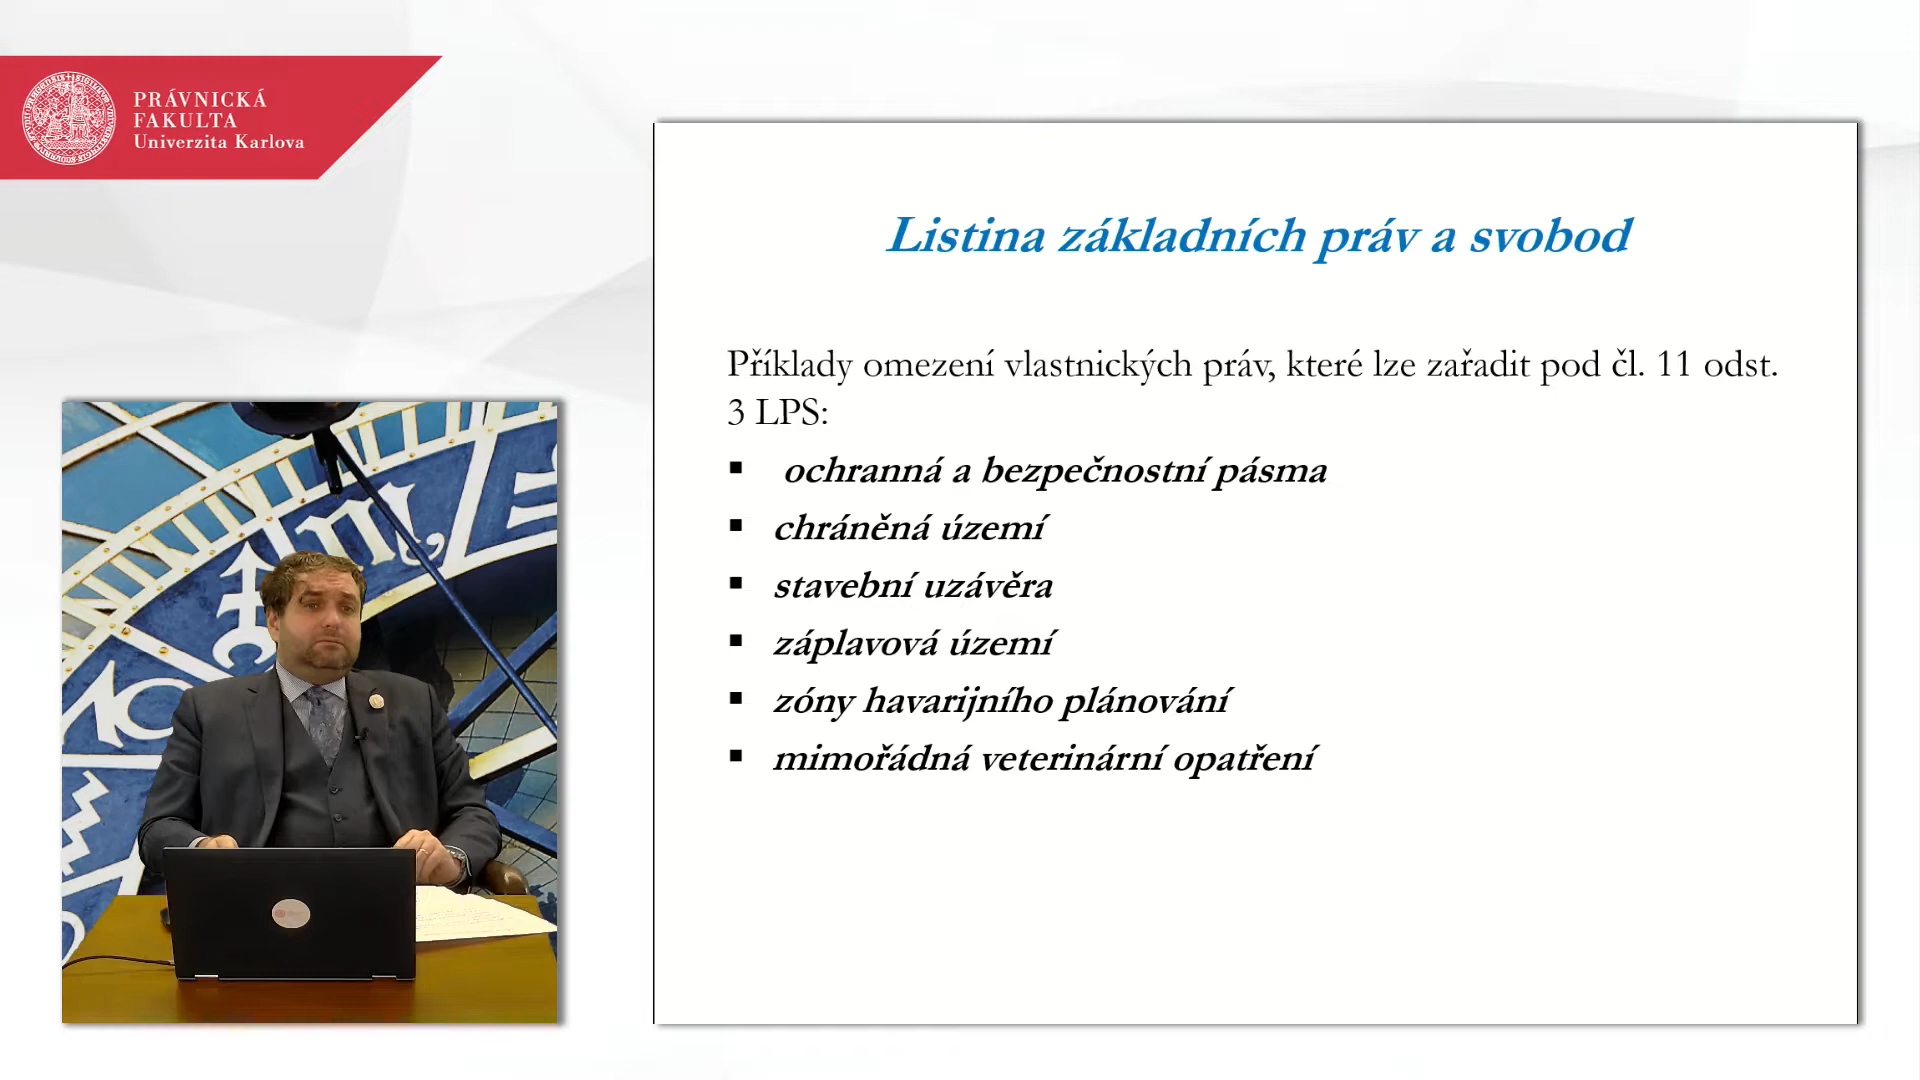 PRÁVNICKÁ
FAKULTA
Univerzita Karlova
Listina základních práv a svobod
Příklady omezení vlastnických práv, které lze zařadit pod čl. 11 odst.
3 LPS:
▪ ochranná a bezpečnostní pásma
▪ chráněná území
▪ stavební uzávěra
▪ záplavová území
▪ zóny havarijního plánování
▪ mimořádná veterinární opatření